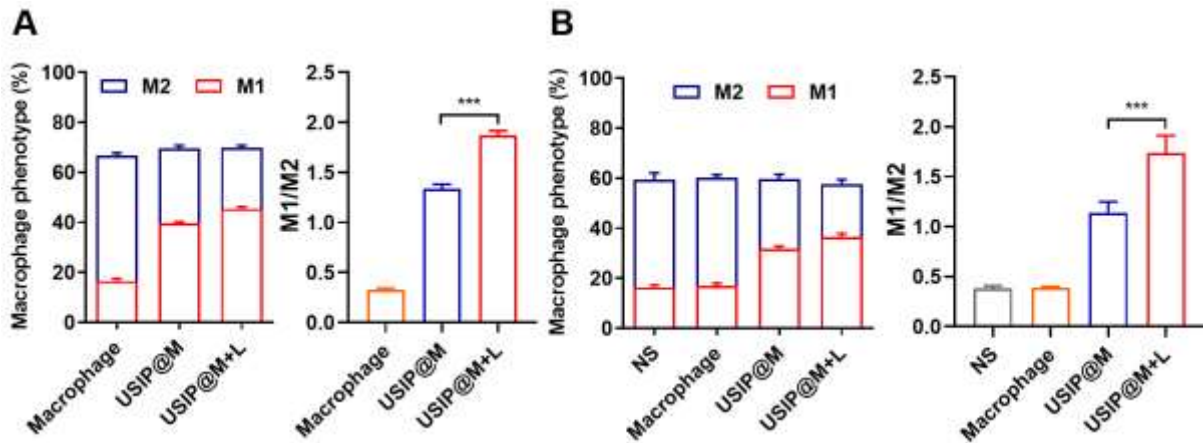 A
Macrophage phenotype (%)
100
80
60
40
20
0
M2 M1
Macrophage
USIP@M
USIP@M+L
M1/M2
2.5
2.0
1.5
1.0
0.5
0.0
***
Macrophage
USIP@M
USIP@M+L
B
Macrophage phenotype (%)
100
80
60
40
20
0
M2 M1
NS
Macrophage
USIP@M
USIP@M+L
M1/M2
2.5
2.0
1.5
1.0
0.5
0.0
***
NS
Macrophage
USIP@M
USIP@M+L